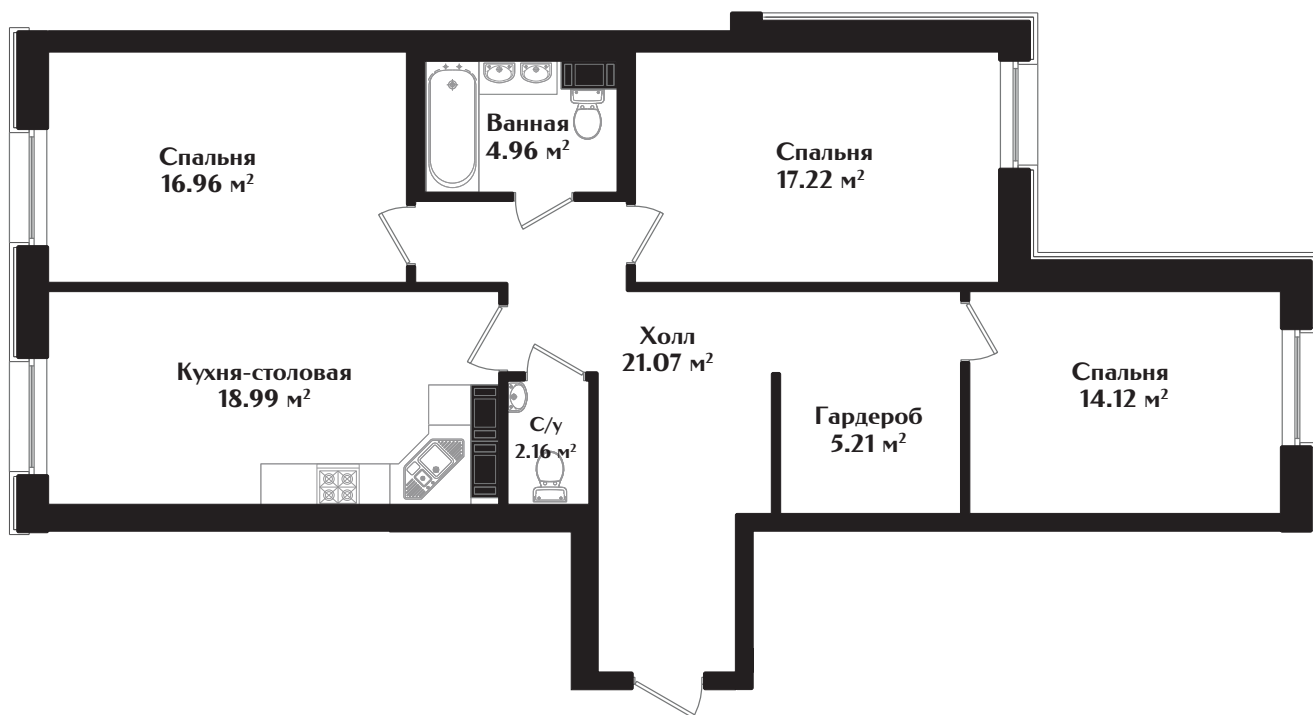 Ванная
4.96 м²
Спальня
16.96 м²
Спальня
17.22 м²
Холл
21.07 м²
Кухня-столовая
18.99 м²
Спальня
14.12 м²
Гардероб
5.21 м²
С/у
2.16 м²